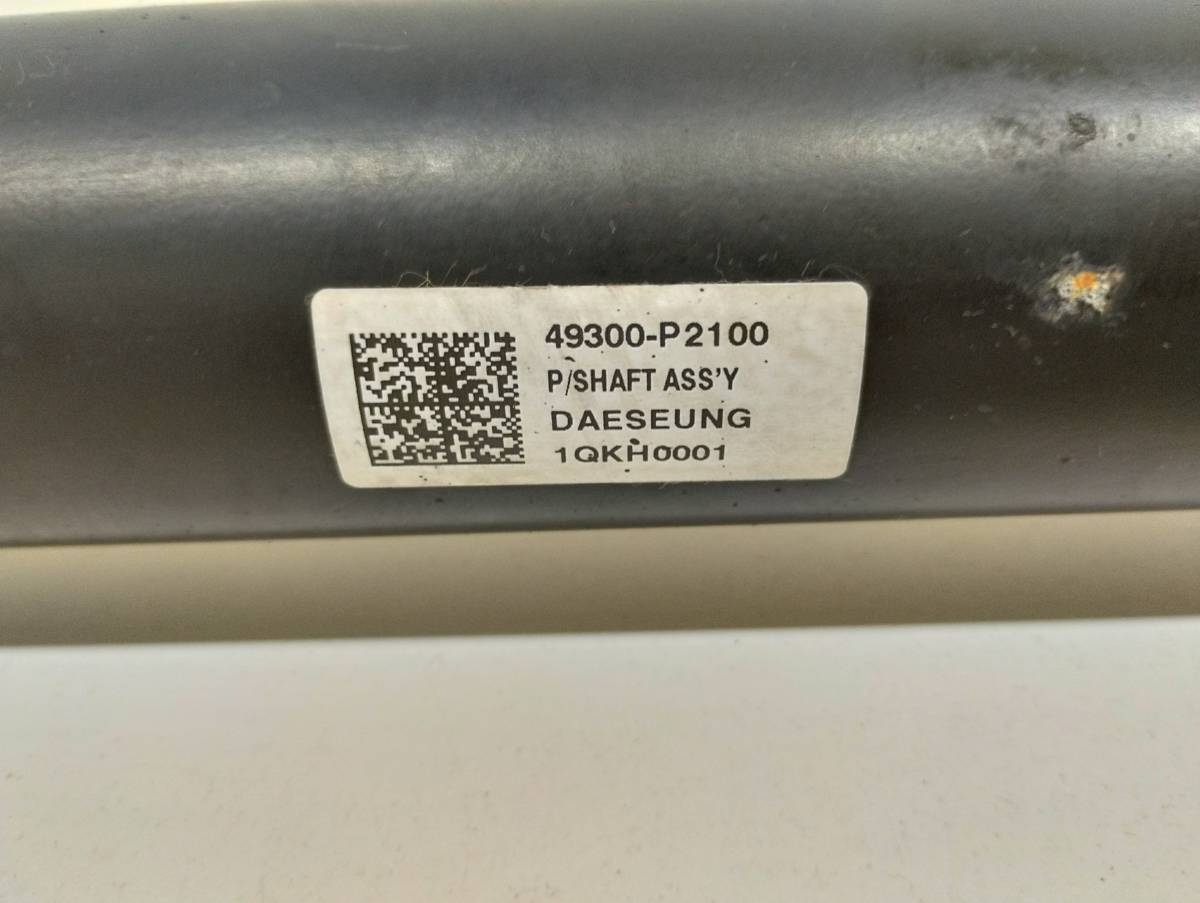 49300-P2100
P/SHAFT ASS'Y
DAESEUNG
1QKH0001